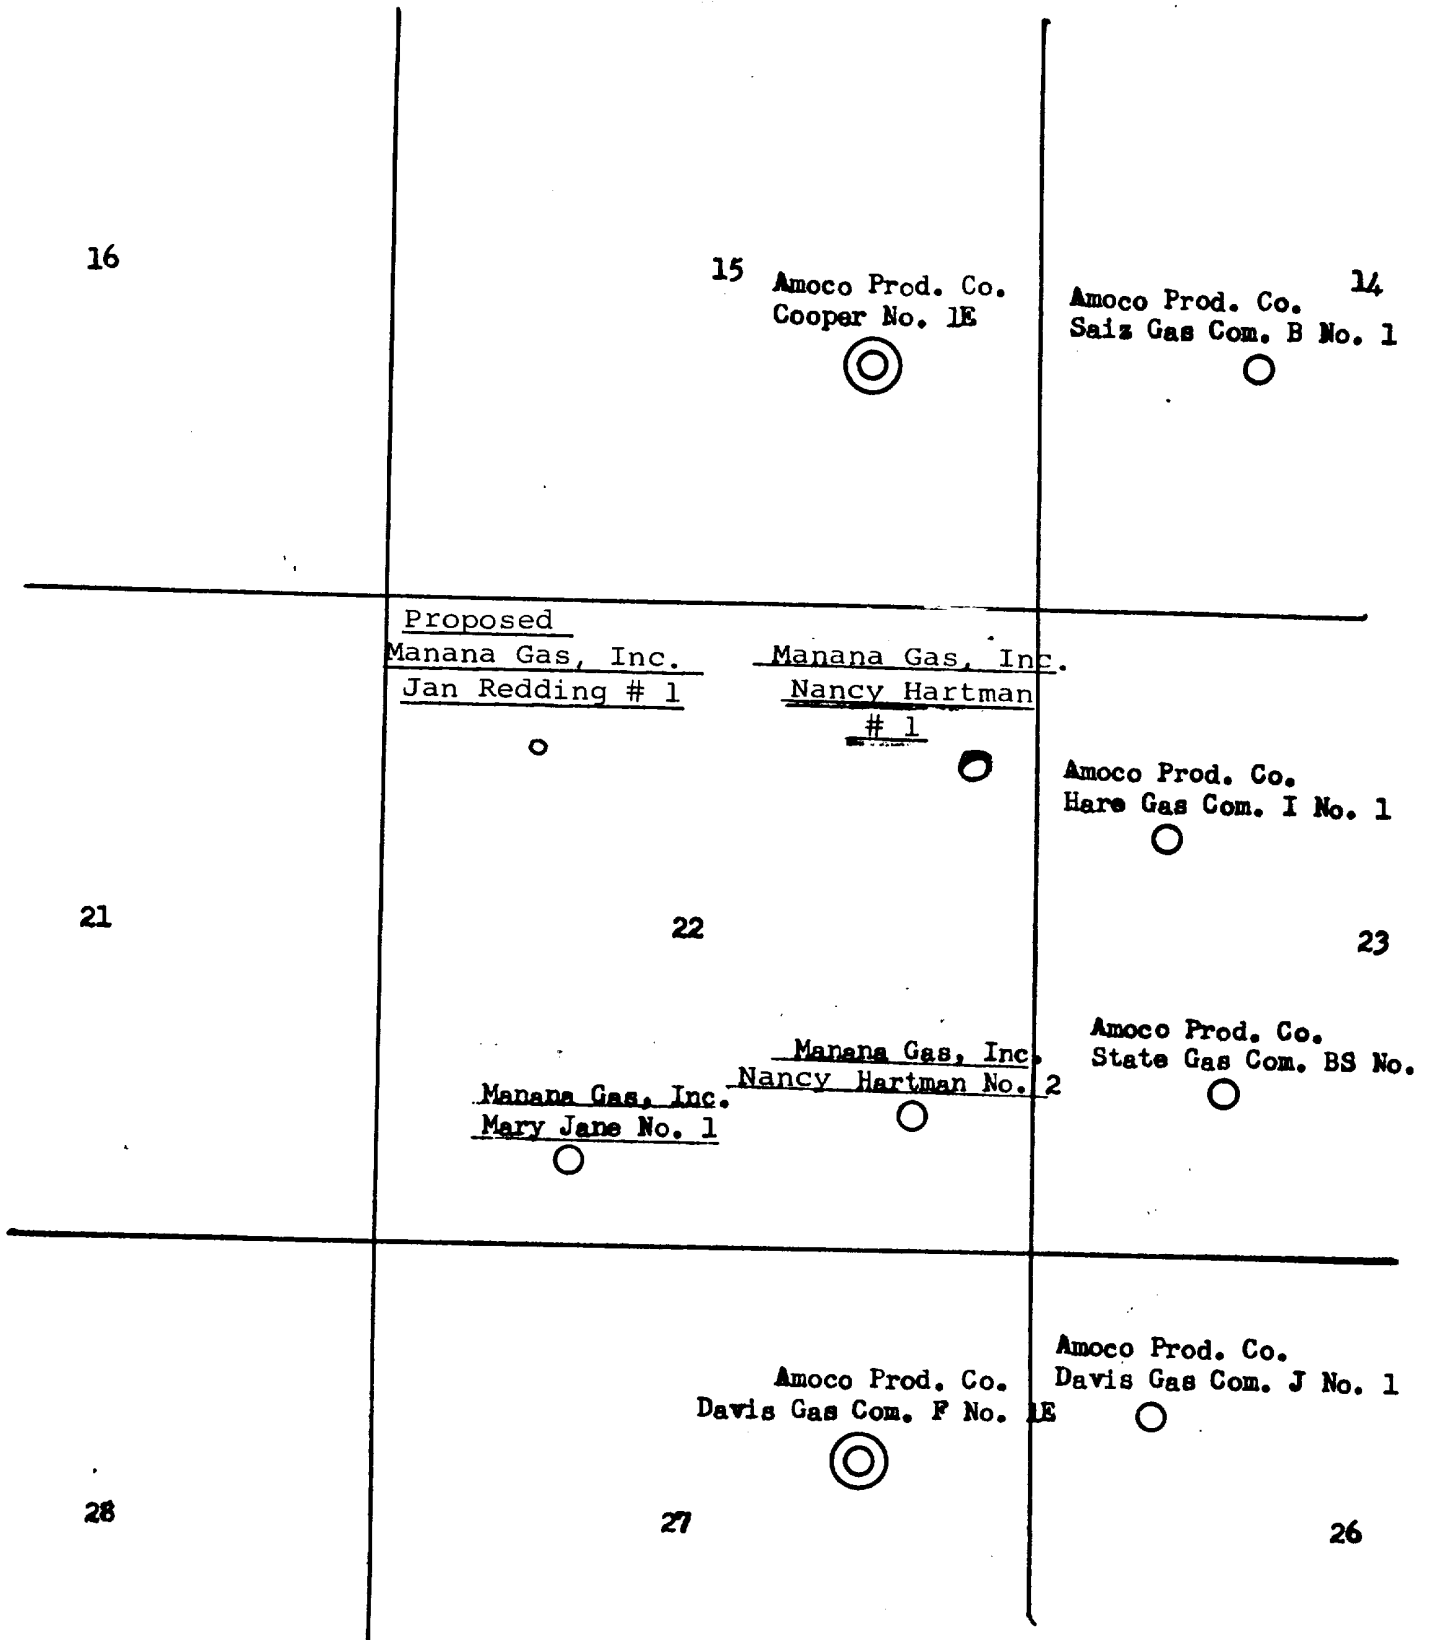 16
15
14
Amoco Prod. Co.
Cooper No. 1E
Amoco Prod. Co.
Saiz Gas Com. B No. 1
Proposed
Manana Gas, Inc.
Jan Redding # 1
Manana Gas, Inc.
Nancy Hartman
# 1
Amoco Prod. Co.
Hare Gas Com. I No. 1
21
22
23
Manana Gas, Inc.
Mary Jane No. 1
Manana Gas, Inc.
Nancy Hartman No. 2
Amoco Prod. Co.
State Gas Com. BS No.
Amoco Prod. Co.
Davis Gas Com. F No. 1E
Amoco Prod. Co.
Davis Gas Com. J No. 1
28
27
26